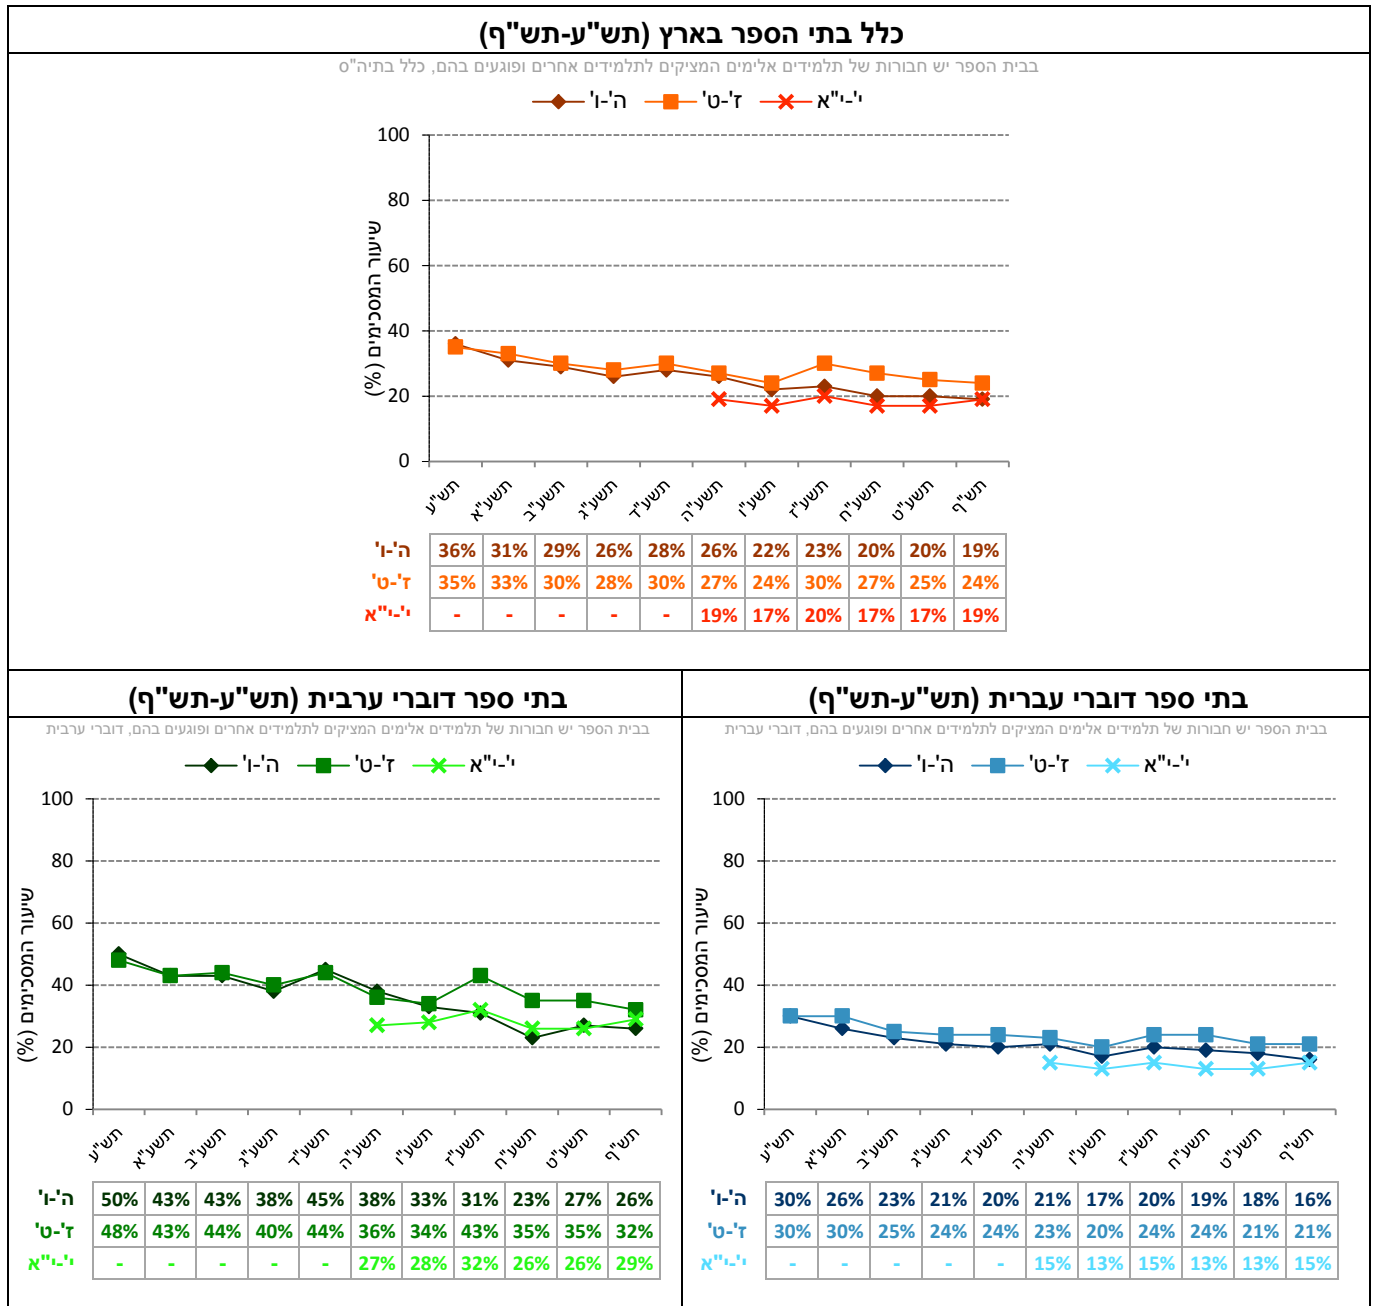 כלל בתי הספר בארץ (תש"ע-תש"ף)
בבית הספר יש חבורות של תלמידים אלימים המציקים לתלמידים אחרים ופוגעים בהם, כלל בתיה"ס
ה'-ו' ז'-ט' י'-י"א
שיעור המסכימים (%)
100
80
60
40
20
0
תש"ע תשע"א תשע"ב תשע"ג תשע"ד תשע"ה תשע"ו תשע"ז תשע"ח תשע"ט תש"ף
ה'-ו' 36% 31% 29% 26% 28% 26% 22% 23% 20% 20% 19%
ז'-ט' 35% 33% 30% 28% 30% 27% 24% 30% 27% 25% 24%
י'-י"א - - - - - 19% 17% 20% 17% 17% 19%
בתי ספר דוברי עברית (תש"ע-תש"ף)
בבית הספר יש חבורות של תלמידים אלימים המציקים לתלמידים אחרים ופוגעים בהם, דוברי עברית
ה'-ו' ז'-ט' י'-י"א
שיעור המסכימים (%)
100
80
60
40
20
0
תש"ע תשע"א תשע"ב תשע"ג תשע"ד תשע"ה תשע"ו תשע"ז תשע"ח תשע"ט תש"ף
ה'-ו' 30% 26% 23% 21% 20% 21% 17% 20% 19% 18% 16%
ז'-ט' 30% 30% 25% 24% 24% 23% 20% 24% 24% 21% 21%
י'-י"א - - - - - 15% 13% 15% 13% 13% 15%
בתי ספר דוברי ערבית (תש"ע-תש"ף)
בבית הספר יש חבורות של תלמידים אלימים המציקים לתלמידים אחרים ופוגעים בהם, דוברי ערבית
ה'-ו' ז'-ט' י'-י"א
שיעור המסכימים (%)
100
80
60
40
20
0
תש"ע תשע"א תשע"ב תשע"ג תשע"ד תשע"ה תשע"ו תשע"ז תשע"ח תשע"ט תש"ף
ה'-ו' 50% 43% 43% 38% 45% 38% 33% 31% 23% 27% 26%
ז'-ט' 48% 43% 44% 40% 44% 36% 34% 43% 35% 35% 32%
י'-י"א - - - - - 27% 28% 32% 26% 26% 29%